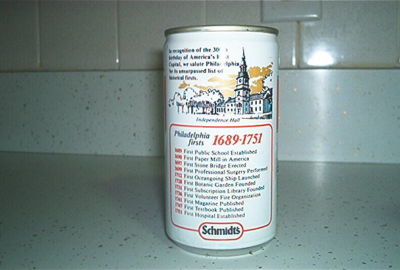 In recognition of the 300th
Birthday of America's 1st
Capital, we salute Philadelphia
for its unsurpassed list of
historical firsts.
Independence Hall
Philadelphia
firsts
1689-1751
1689 First Public School Established
1690 First Paper Mill in America
1697 First Stone Bridge Erected
First Professional Surgery Performed
First Oceangoing Ship Launched
1728 First Botanic Garden Founded
1731 First Subscription Library Founded
1736 First Volunteer Fire Organization
1741 First Magazine Published
First Textbook Published
1751 First Hospital Established
Schmidt's